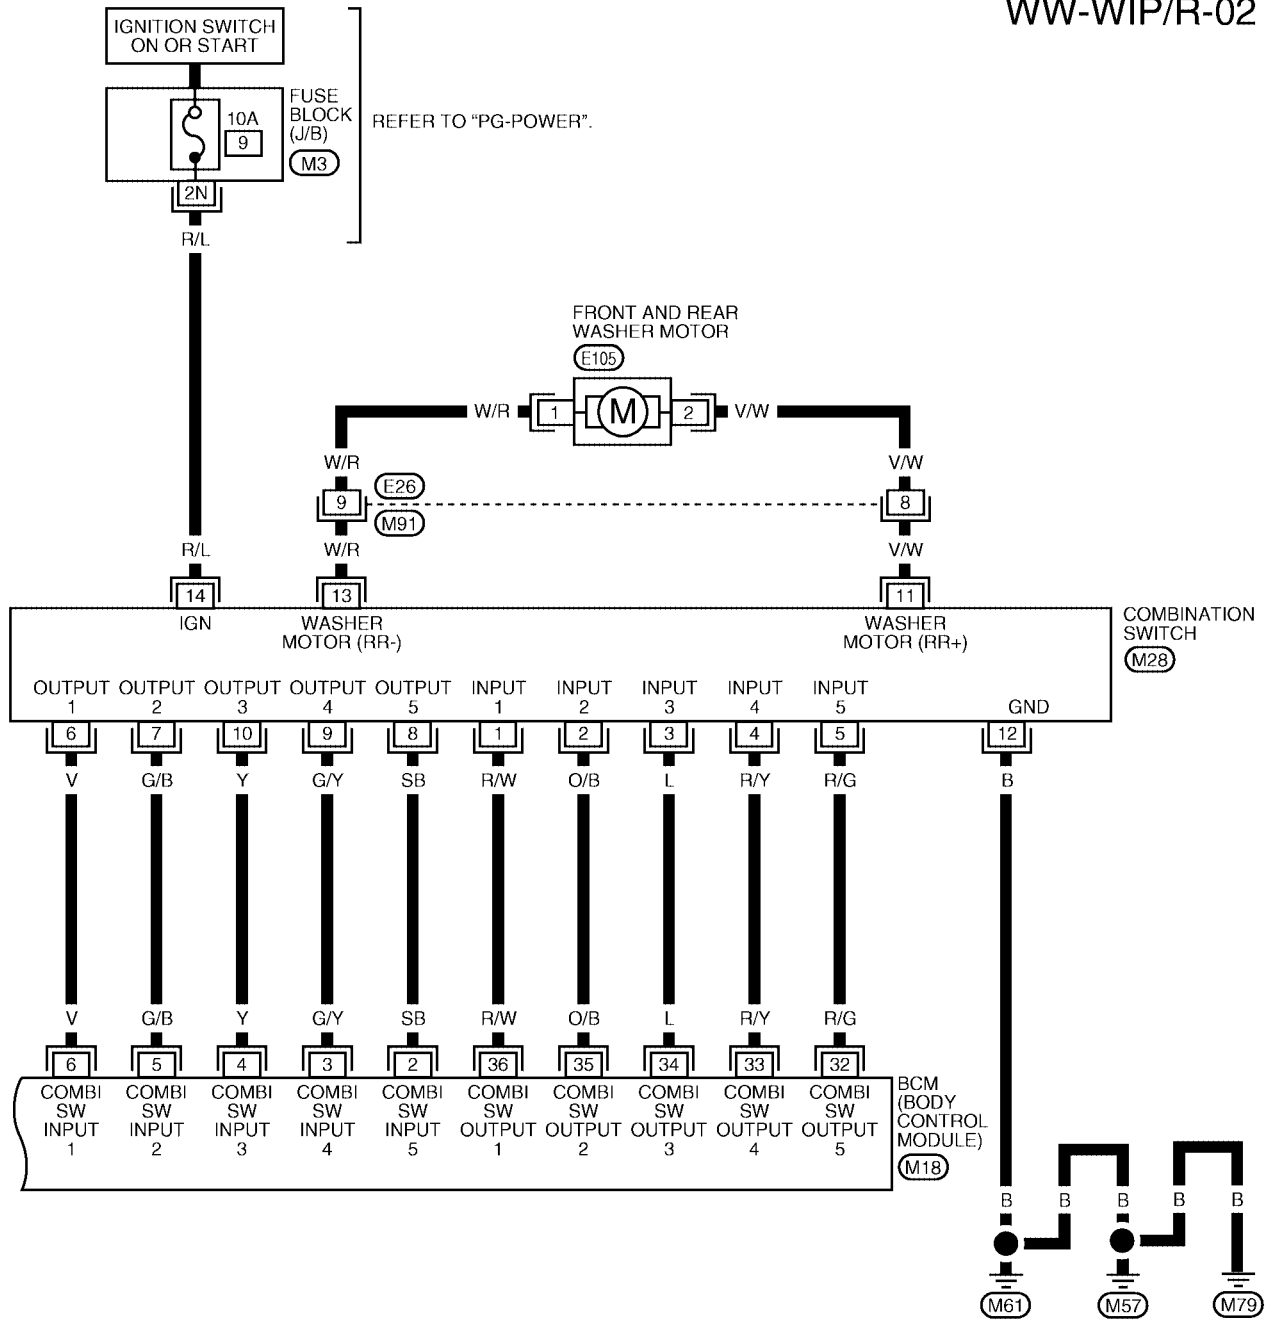 WW-WIP/R-02
IGNITION SWITCH
ON OR START
FUSE
BLOCK
(J/B)
M3
10A
9
REFER TO “PG-POWER”.
2N
R/L
FRONT AND REAR
WASHER MOTOR
E105
W/R 1 M 2 V/W
W/R V/W
9 E26 8
M91
R/L W/R V/W
14 13 11
IGN WASHER WASHER
MOTOR (RR-) MOTOR (RR+)
COMBINATION
SWITCH
M28
OUTPUT OUTPUT OUTPUT OUTPUT OUTPUT INPUT INPUT INPUT INPUT INPUT
1 2 3 4 5 1 2 3 4 5 GND
6 7 10 9 8 1 2 3 4 5 12
V G/B Y G/Y SB R/W O/B L R/Y R/G B
V G/B Y G/Y SB R/W O/B L R/Y R/G
6 5 4 3 2 36 35 34 33 32
COMBI COMBI COMBI COMBI COMBI COMBI COMBI COMBI COMBI COMBI
SW SW SW SW SW SW SW SW SW SW
INPUT INPUT INPUT INPUT INPUT OUTPUT OUTPUT OUTPUT OUTPUT OUTPUT
1 2 3 4 5 1 2 3 4 5
BCM
(BODY
CONTROL
MODULE)
M18
B B B B B
M61 M57 M79